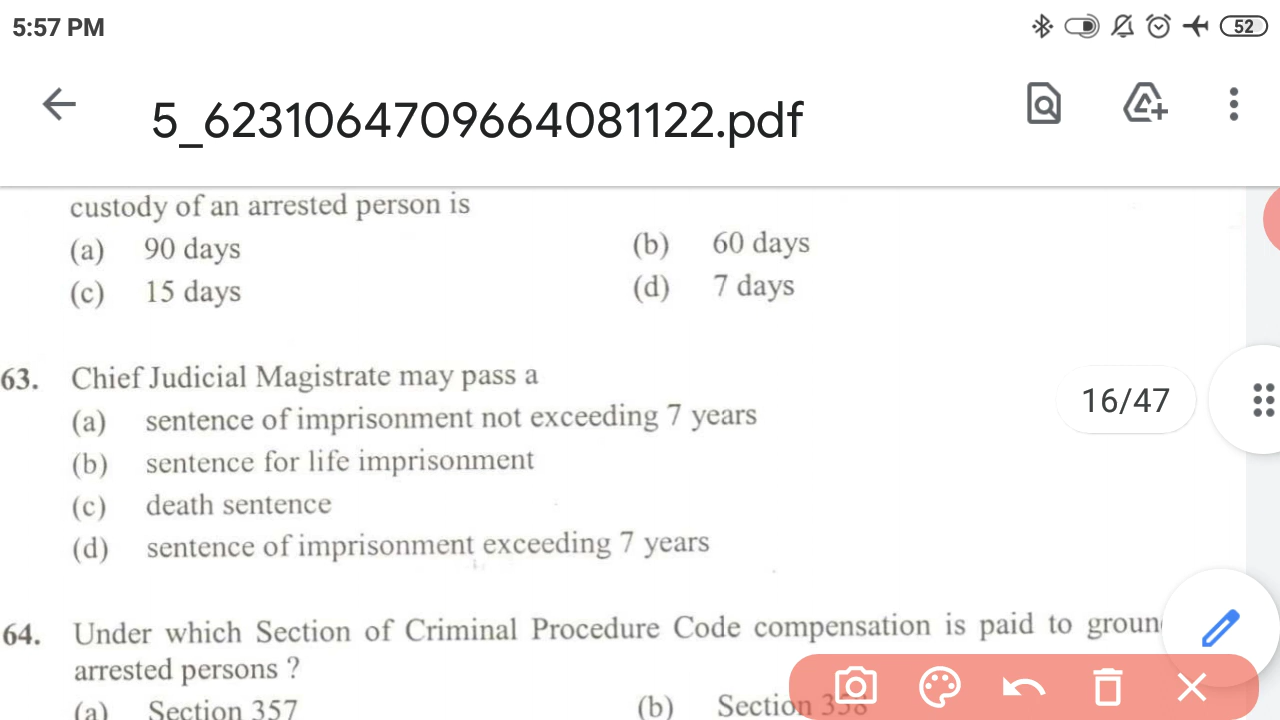 5:57 PM
52
5_6231064709664081122.pdf
custody of an arrested person is
(a) 90 days (b) 60 days
(c) 15 days (d) 7 days
63. Chief Judicial Magistrate may pass a
16/47
(a) sentence of imprisonment not exceeding 7 years
(b) sentence for life imprisonment
(c) death sentence
(d) sentence of imprisonment exceeding 7 years
64. Under which Section of Criminal Procedure Code compensation is paid to
arrested persons ?
(a) Section 357 (b) Section 358